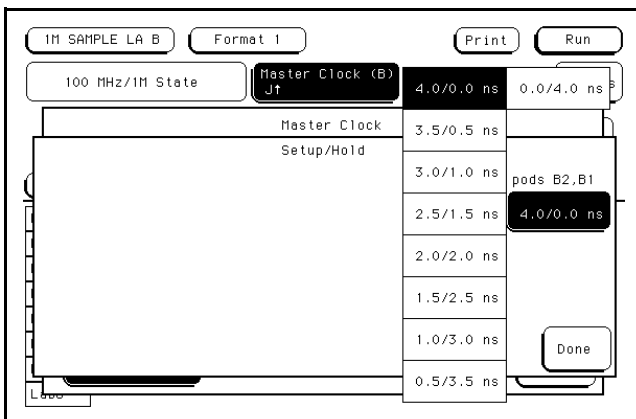 1M SAMPLE LA B Format 1 Print Run
100 MHz/1M State Master Clock (B)
J↑
4.0/0.0 ns 0.0/4.0 ns
Master Clock
Setup/Hold
3.5/0.5 ns
3.0/1.0 ns
pods B2,B1
2.5/1.5 ns 4.0/0.0 ns
2.0/2.0 ns
1.5/2.5 ns
1.0/3.0 ns
Done
0.5/3.5 ns